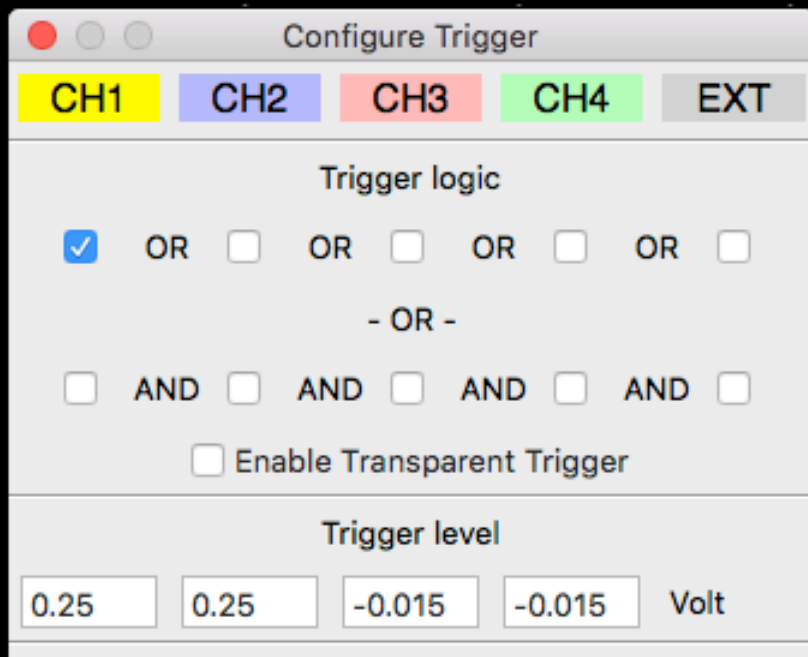 Configure Trigger
CH1 CH2 CH3 CH4 EXT
Trigger logic
OR OR OR OR
- OR -
AND AND AND AND
Enable Transparent Trigger
Trigger level
0.25 0.25 -0.015 -0.015 Volt